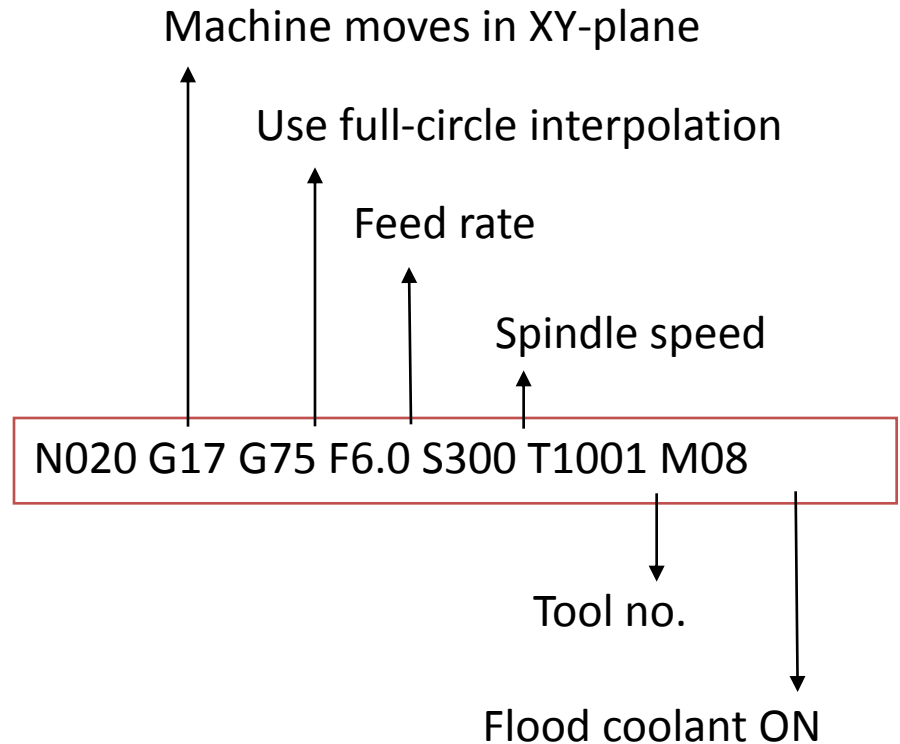 Machine moves in XY-plane
Use full-circle interpolation
Feed rate
Spindle speed
N020 G17 G75 F6.0 S300 T1001 M08
Tool no.
Flood coolant ON